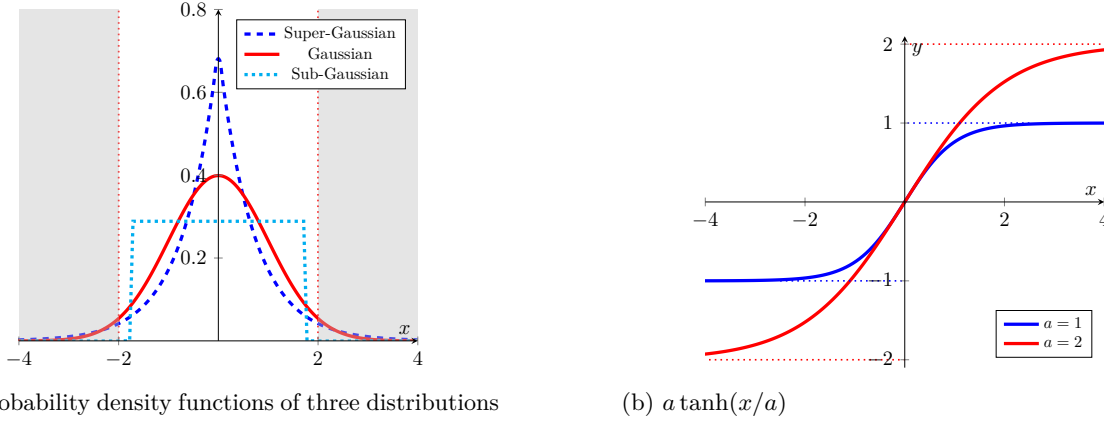 0.8
Super-Gaussian
Gaussian
Sub-Gaussian
0.6
0.4
0.2
x
−4 −2 2 4
obability density functions of three distributions
2
y
1
x
−4 −2 2 4
−1
−2
a = 1
a = 2
(b) a tanh(x/a)